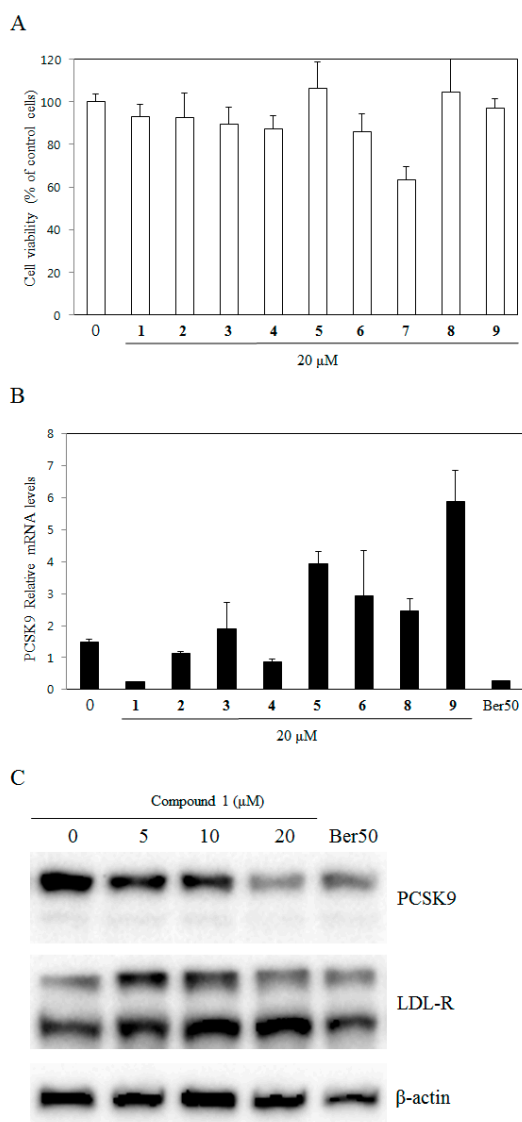 A
Cell viability (% of control cells)
120
100
80
60
40
20
0
0 1 2 3 4 5 6 7 8 9
20 µM
B
PCSK9 Relative mRNA levels
8
7
6
5
4
3
2
1
0
0 1 2 3 4 5 6 8 9 Ber50
20 µM
C
Compound 1 (µM)
0 5 10 20 Ber50
PCSK9
LDL-R
β-actin